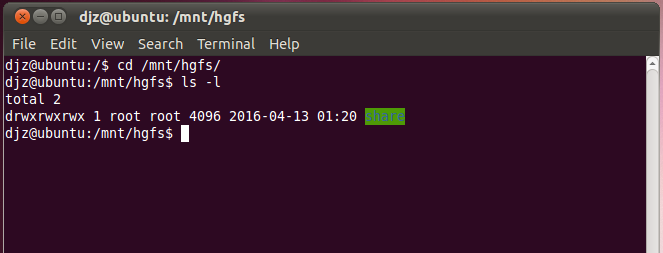 djz@ubuntu: /mnt/hgfs
File Edit View Search Terminal Help
djz@ubuntu:/$ cd /mnt/hgfs/
djz@ubuntu:/mnt/hgfs$ ls -l
total 2
drwxrwxrwx 1 root root 4096 2016-04-13 01:20 share
djz@ubuntu:/mnt/hgfs$